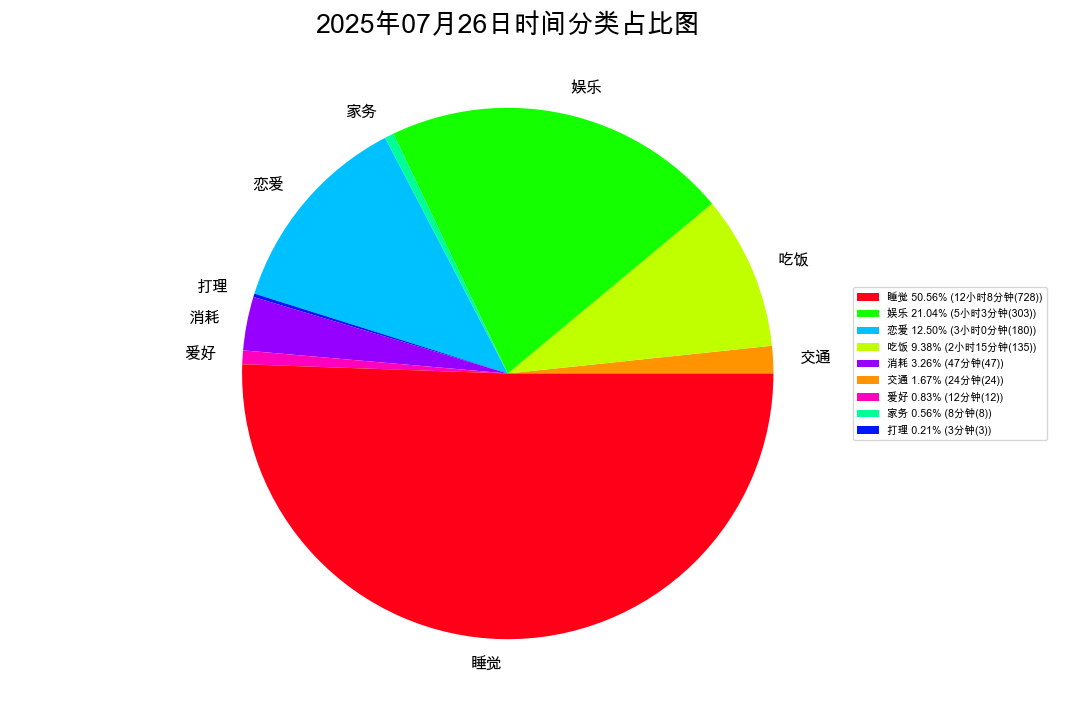 2025年07月26日时间分类占比图
娱乐
家务
恋爱
吃饭
打理
消耗
爱好
交通
睡觉
睡觉 50.56% (12小时8分钟(728))
娱乐 21.04% (5小时3分钟(303))
恋爱 12.50% (3小时0分钟(180))
吃饭 9.38% (2小时15分钟(135))
消耗 3.26% (47分钟(47))
交通 1.67% (24分钟(24))
爱好 0.83% (12分钟(12))
家务 0.56% (8分钟(8))
打理 0.21% (3分钟(3))